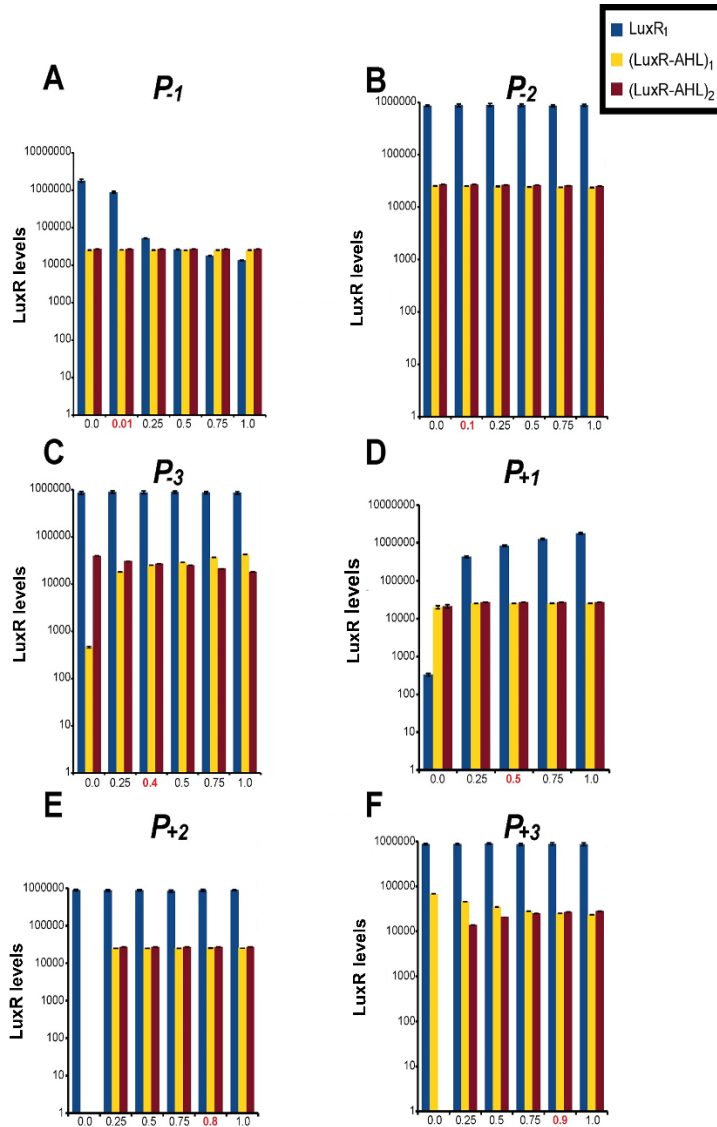 LuxR₁
(LuxR-AHL)₁
(LuxR-AHL)₂
A
P-1
LuxR levels
10000000
1000000
100000
10000
1000
100
10
1
0.0 0.01 0.25 0.5 0.75 1.0
B
P-2
LuxR levels
1000000
100000
10000
1000
100
10
1
0.0 0.1 0.25 0.5 0.75 1.0
C
P-3
LuxR levels
1000000
100000
10000
1000
100
10
1
0.0 0.25 0.4 0.5 0.75 1.0
D
P+1
LuxR levels
10000000
1000000
100000
10000
1000
100
10
1
0.0 0.25 0.5 0.75 1.0
E
P+2
LuxR levels
1000000
100000
10000
1000
100
10
1
0.0 0.25 0.5 0.75 0.8 1.0
F
P+3
LuxR levels
1000000
100000
10000
1000
100
10
1
0.0 0.25 0.5 0.75 0.9 1.0